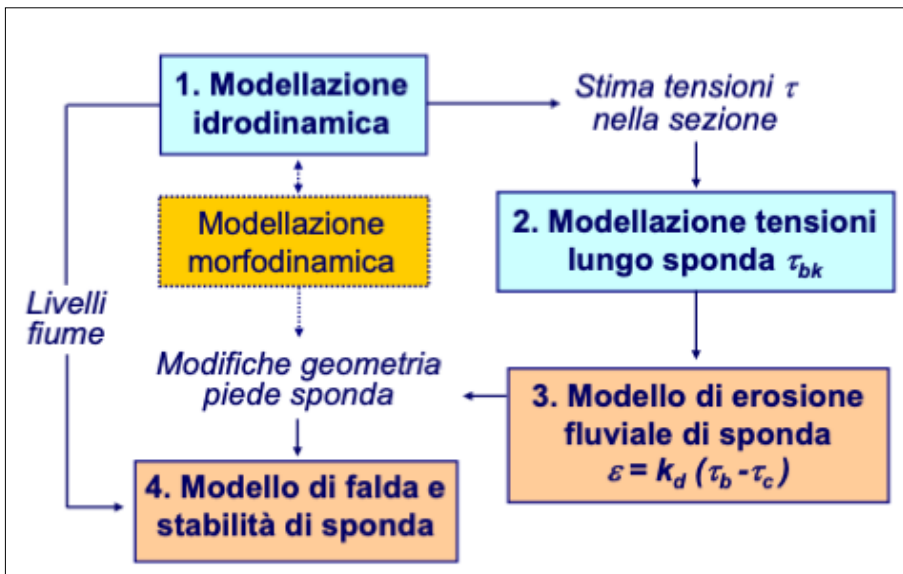 1. Modellazione
idrodinamica
Stima tensioni τ
nella sezione
Modellazione
morfodinamica
2. Modellazione tensioni
lungo sponda τbk
Livelli
fiume
Modifiche geometria
piede sponda
3. Modello di erosione
fluviale di sponda
ε = kd (τb - τc)
4. Modello di falda e
stabilità di sponda